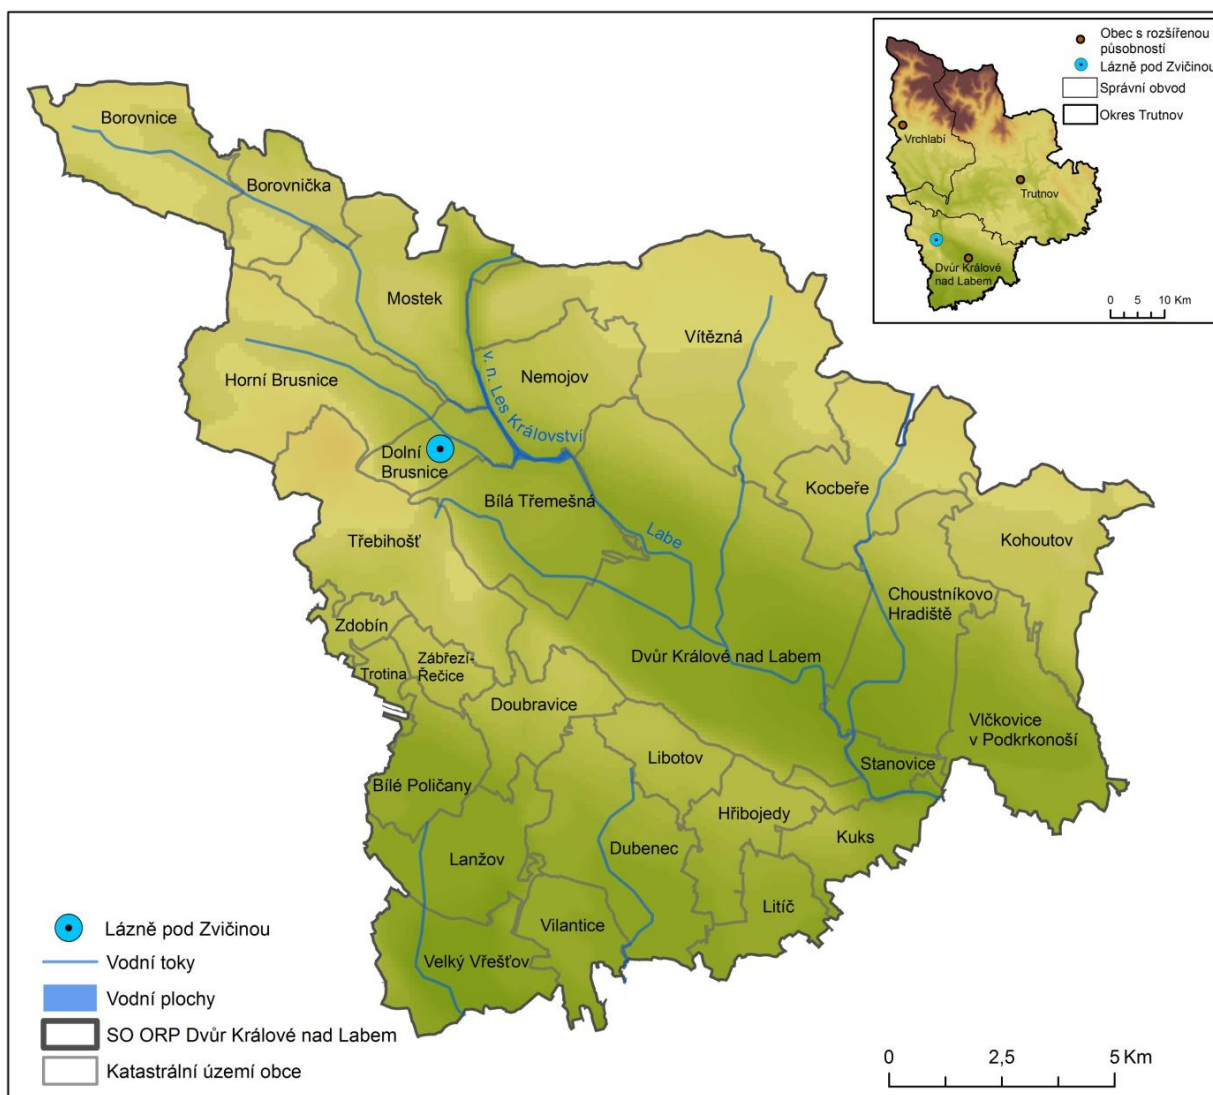 Obec s rozšířenou
působností
Lázně pod Zvičinou
Správní obvod
Okres Trutnov
Vrchlabí
Trutnov
Dvůr Králové
nad Labem
0 5 10 Km
Borovnice
Borovnička
Mostek
Vítězná
Nemojov
Horní Brusnice
v. n. Les Království
Dolní
Brusnice
Bílá Třemešná
Kocbeře
Labe
Kohoutov
Třebihošť
Choustníkovo
Hradiště
Zdobín
Dvůr Králové nad Labem
Zábřezí-
Řečice
Trotina
Doubravice
Vlčkovice
v Podkrkonoší
Libotov
Stanovice
Bílé Poličany
Hřibojedy
Kuks
Dubenec
Lanžov
Litíč
Vilantice
Velký Vřešťov
Lázně pod Zvičinou
Vodní toky
Vodní plochy
SO ORP Dvůr Králové nad Labem
Katastrální území obce
0 2,5 5 Km